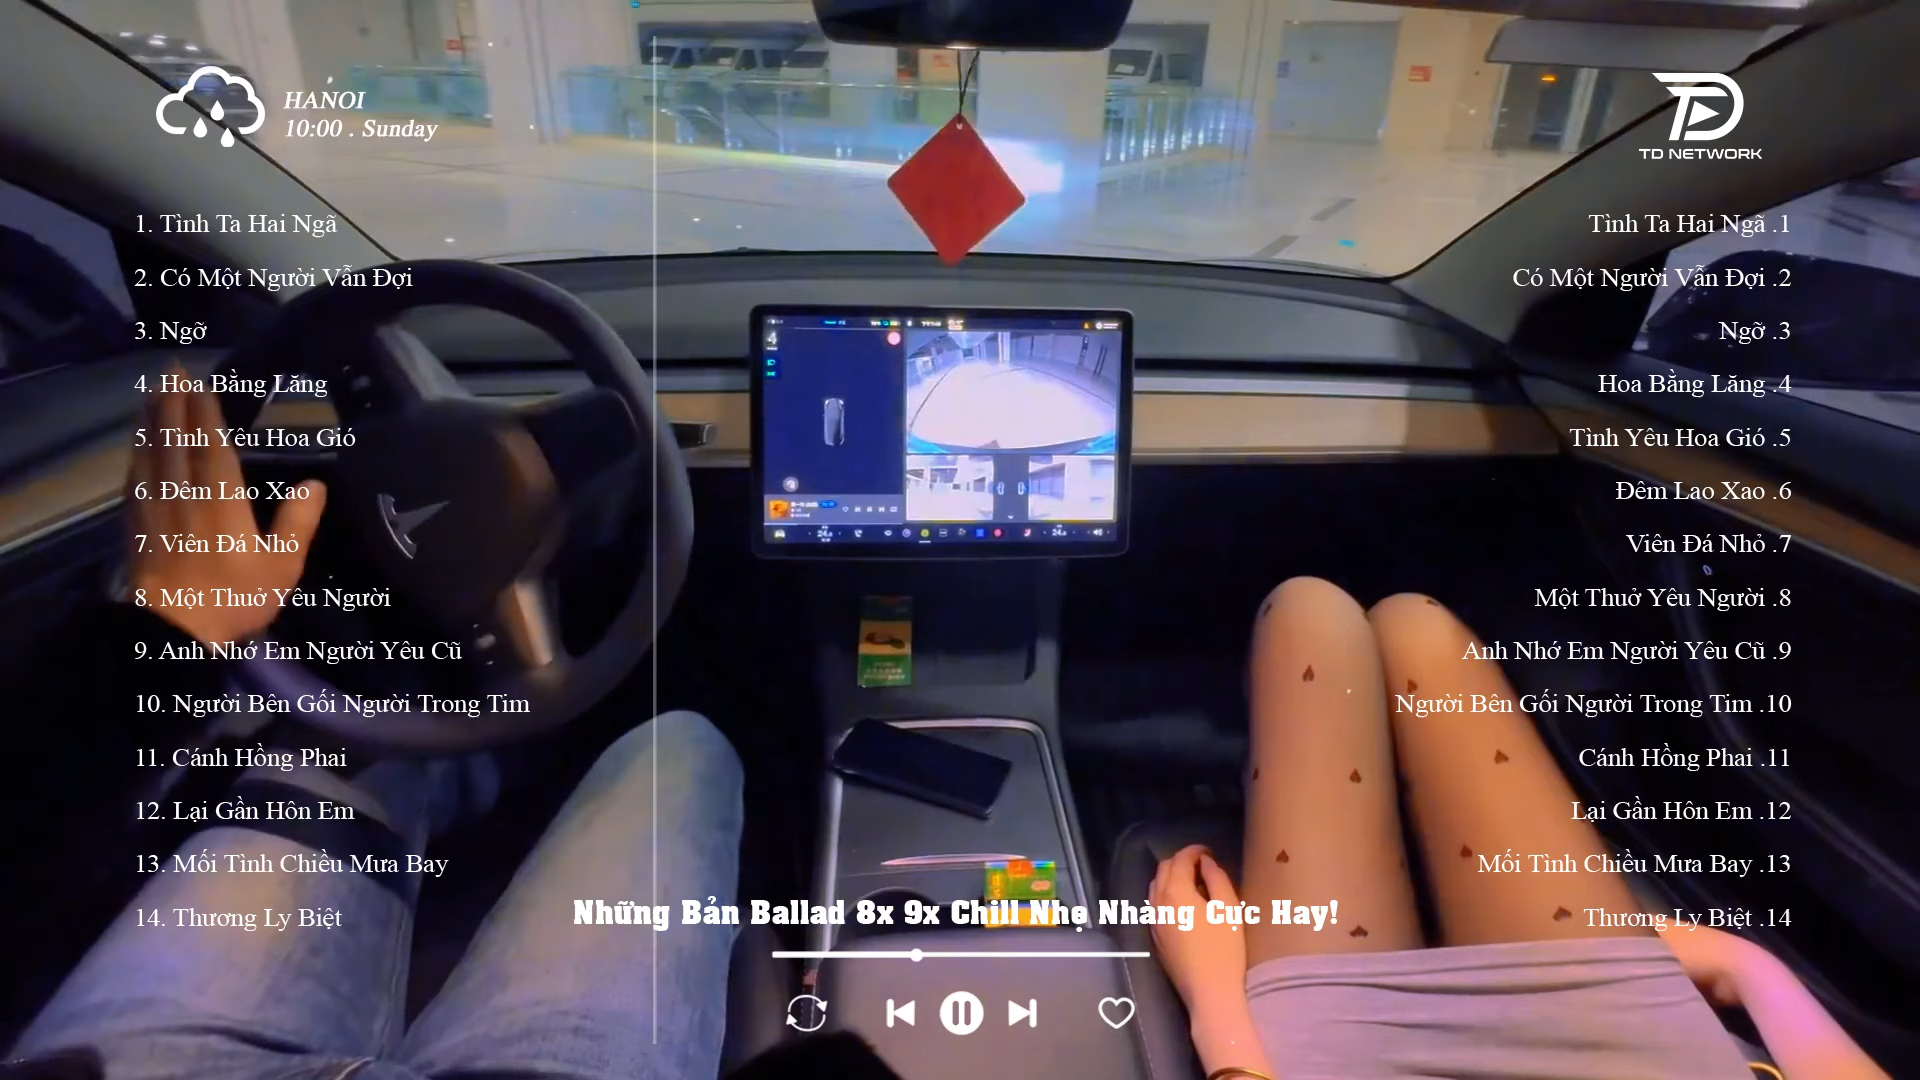 HÁNOI
10:00 . Sunday
TD NETWORK
1. Tình Ta Hai Ngã
2. Có Một Người Vẫn Đợi
3. Ngỡ
4. Hoa Bằng Lăng
5. Tình Yêu Hoa Gió
6. Đêm Lao Xao
7. Viên Đá Nhỏ
8. Một Thuở Yêu Người
9. Anh Nhớ Em Người Yêu Cũ
10. Người Bên Gối Người Trong Tim
11. Cánh Hồng Phai
12. Lại Gần Hôn Em
13. Mối Tình Chiều Mưa Bay
14. Thương Ly Biệt
Tình Ta Hai Ngã .1
Có Một Người Vẫn Đợi .2
Ngỡ .3
Hoa Bằng Lăng .4
Tình Yêu Hoa Gió .5
Đêm Lao Xao .6
Viên Đá Nhỏ .7
Một Thuở Yêu Người .8
Anh Nhớ Em Người Yêu Cũ .9
Người Bên Gối Người Trong Tim .10
Cánh Hồng Phai .11
Lại Gần Hôn Em .12
Mối Tình Chiều Mưa Bay .13
Thương Ly Biệt .14
Những Bản Ballad 8x 9x Chill Nhẹ Nhàng Cực Hay!